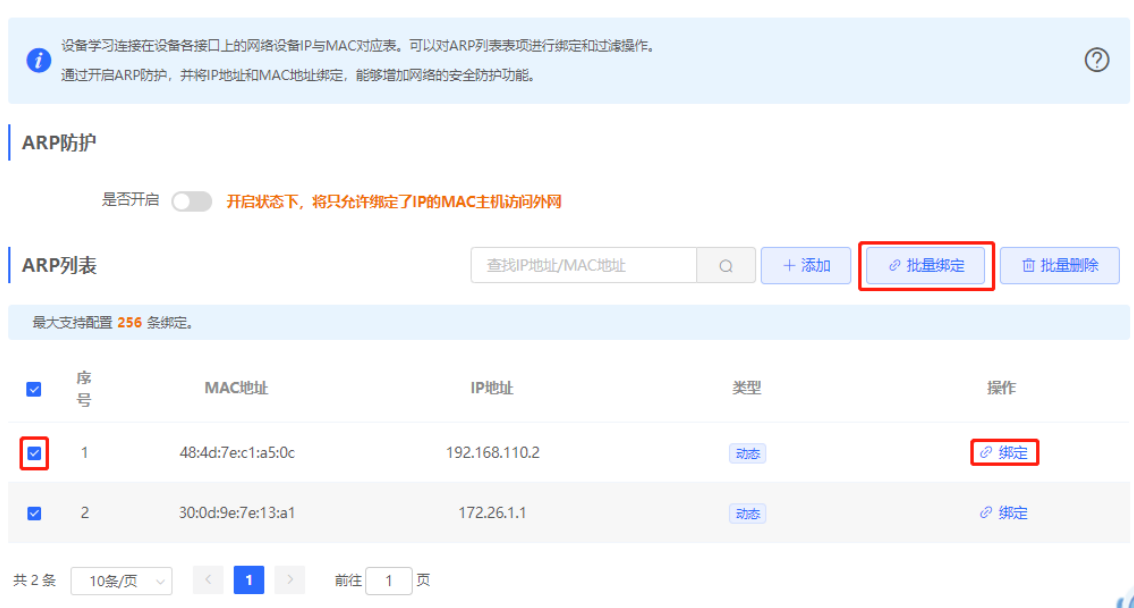 设备学习连接在设备各接口上的网络设备IP与MAC对应表。可以对ARP列表表项进行绑定和过滤操作。
通过开启ARP防护，并将IP地址和MAC地址绑定，能够增加网络的安全防护功能。
ARP防护
是否开启 开启状态下，将只允许绑定了IP的MAC主机访问外网
ARP列表 查找IP地址/MAC地址 + 添加 批量绑定 批量删除
最大支持配置 256 条绑定。
序号 MAC地址 IP地址 类型 操作
1 48:4d:7e:c1:a5:0c 192.168.110.2 动态 绑定
2 30:0d:9e:7e:13:a1 172.26.1.1 动态 绑定
共 2 条 10条/页 < 1 > 前往 1 页